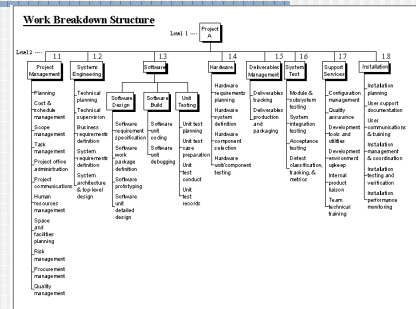 Work Breakdown Structure
Level 1
Project
A
1.1
1.2
1.3
1.4
1.5
1.6
1.7
1.8
Project
Management
Planning
Cost &
schedule
management
Scope
management
Task
management
Project office
administration
Project
communications
Human
resources
management
Space
and
facilities
planning
Risk
management
Procurement
management
Quality
management
Systems
Engineering
Technical
planning
Technical
supervision
Business
requirements
definition
System
requirements
definition
System
architecture
& top-level
design
Software
Software
Design
Software
requirement
specification
Software
work
package
definition
Software
prototyping
Software
unit
detailed
design
Software
Build
Software
unit
coding
Software
unit
debugging
Unit
Testing
Unit test
planning
Unit test
case
preparation
Unit
test
conduct
Unit
test
records
Hardware
Hardware
requirements
planning
Hardware
system
definition
Hardware
component
selection
Hardware
unit/component
testing
Deliverables
Management
Deliverables
tracking
Deliverables
production
and
packaging
System
Test
Module &
subsystem
testing
System
integration
testing
Acceptance
testing
Defect
classification,
tracking, &
metrics
Support
Services
Configuration
management
Quality
assurance
Development
tools and
utilities
Development
environment
upkeep
Internal
product
liaison
Team
technical
training
Installation
Installation
planning
User support
documentation
User
communications
& training
Installation
management
& coordination
Installation
testing and
verification
Installation
performance
monitoring